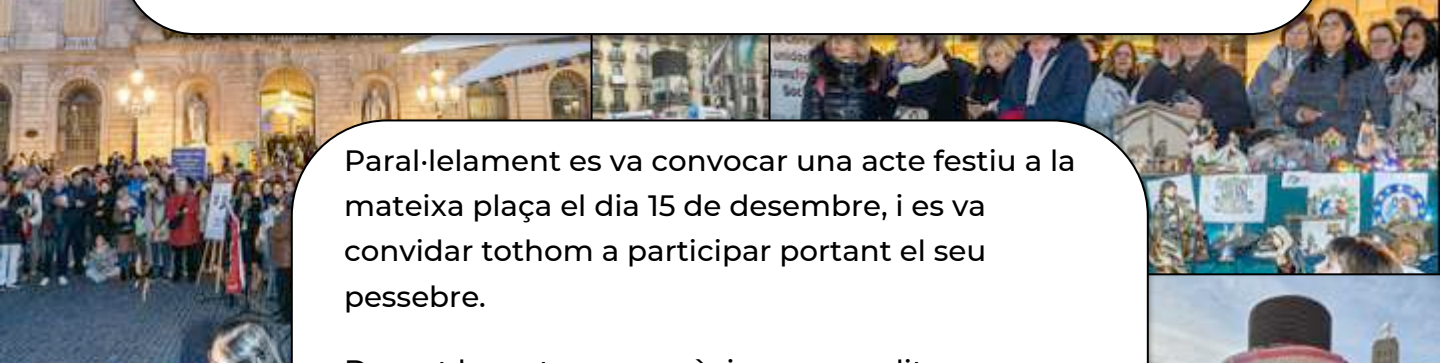 Paral·lelament es va convocar una acte festiu a la
mateixa plaça el dia 15 de desembre, i es va
convidar tothom a participar portant el seu
pessebre.